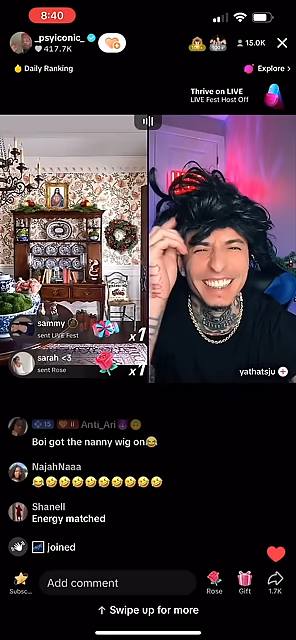 8:40
_psyiconic_
417.7K
15.0K
Daily Ranking
Explore >
Thrive on LIVE
LIVE Fest Host Off
sammy
sent LIVE Fest
x1
sarah <3
sent Rose
x1
yathatsju
15
II
Anti_Ari
Boi got the nanny wig on😂
NajahNaaa
😂🤣🤣🤣🤣🤣🤣🤣🤣🤣
Shanell
Energy matched
joined
Subsc...
Add comment
Rose
Gift
1.7K
↑ Swipe up for more